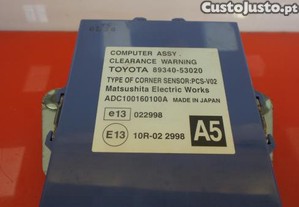 CustoJusto.pt
COMPUTER ASSY
CLEARANCE WARNING
TOYOTA 89340-53020
TYPE OF CORNER SENSOR:PCS-V02
Matsushita Electric Works
ADC100160100A MADE IN JAPAN
e13 022998
E13 10R-02 2998
A5